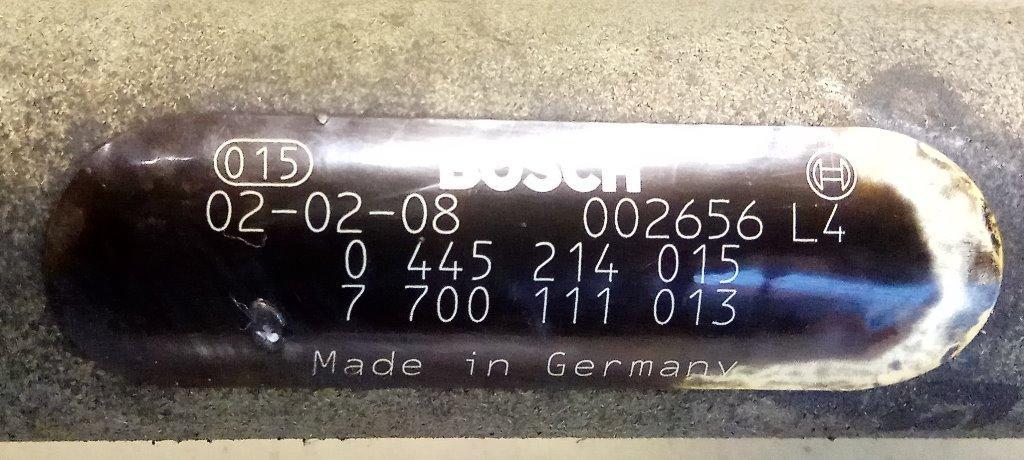 015 BOSCH
02-02-08 002656 L4
0 445 214 015
7 700 111 013
Made in Germany